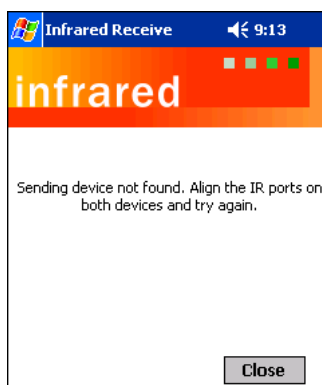 Infrared Receive 9:13
infrared
Sending device not found. Align the IR ports on
both devices and try again.
Close